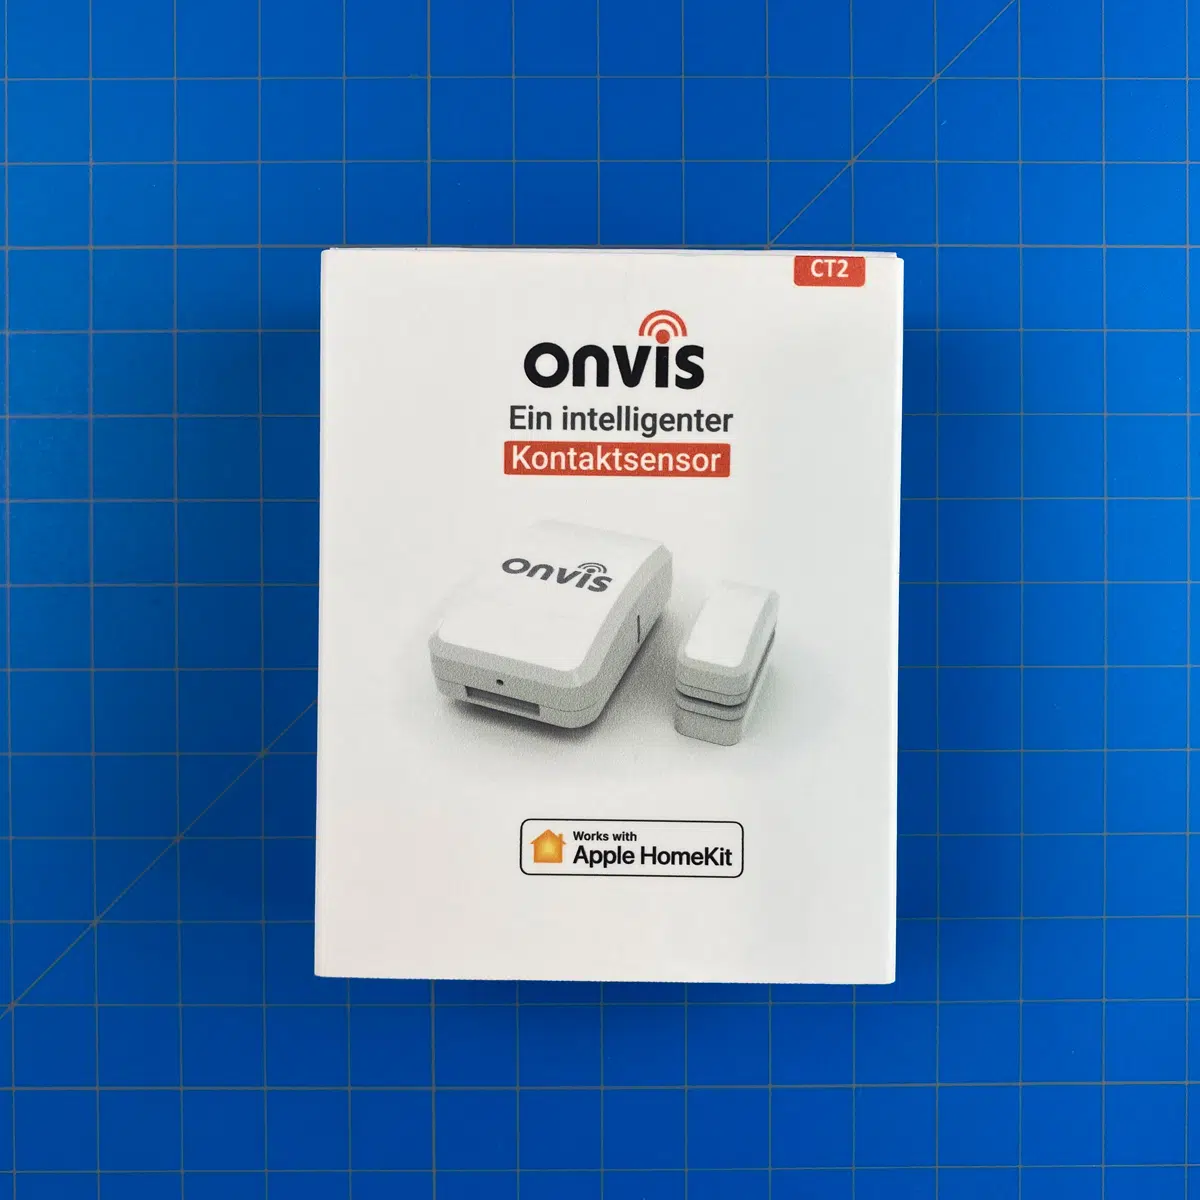 CT2
onvis
Ein intelligenter
Kontaktsensor
onvis
Works with
Apple HomeKit